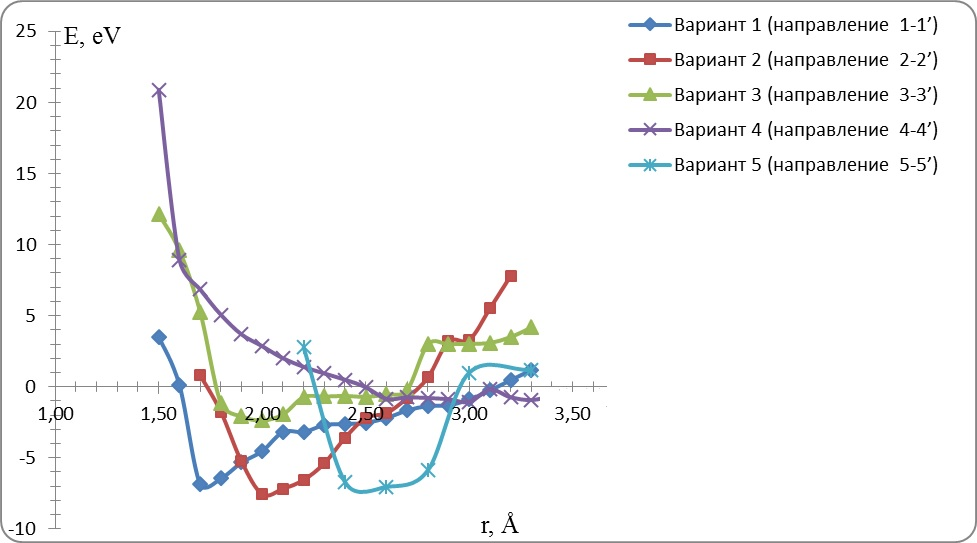 25
20
15
10
5
0
-5
-10
E, eV
1,00
1,50
2,00
2,50
3,00
3,50
r, Å
Вариант 1 (направление 1-1’)
Вариант 2 (направление 2-2’)
Вариант 3 (направление 3-3’)
Вариант 4 (направление 4-4’)
Вариант 5 (направление 5-5’)